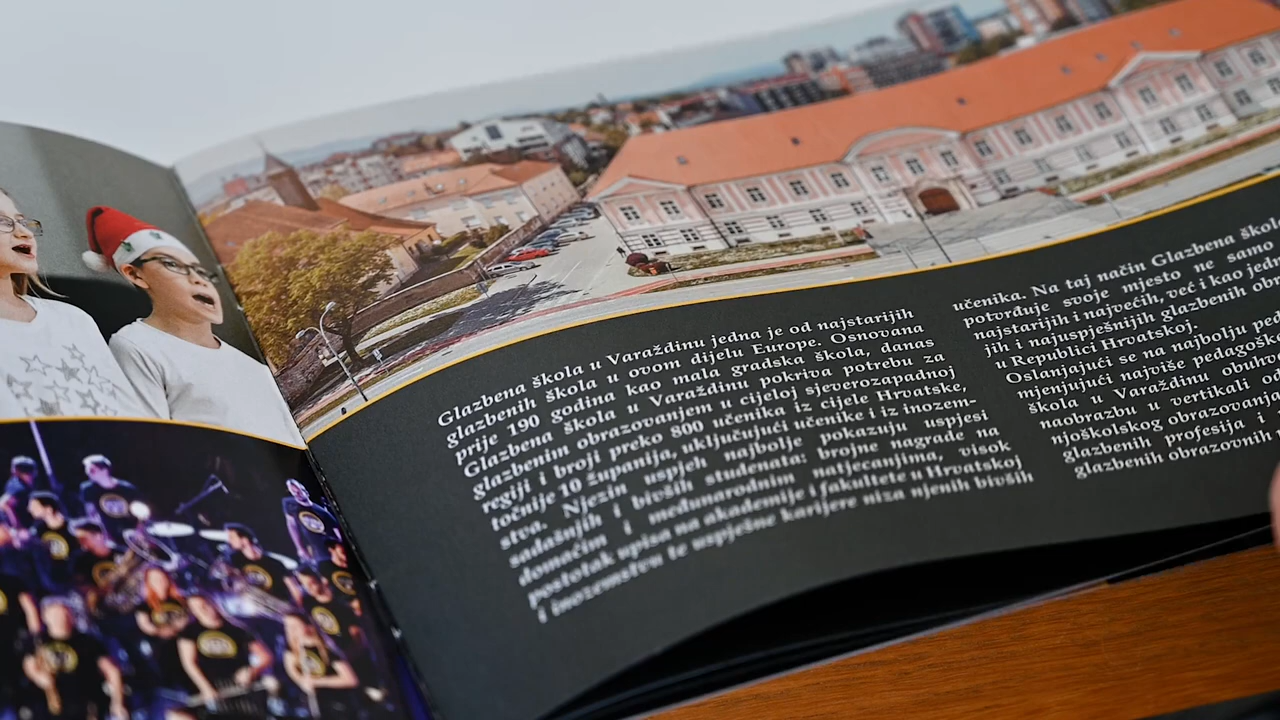 Glazbena škola u Varaždinu jedna je od najstarijih
glazbenih škola u ovom dijelu Europe. Osnovana
prije 190 godina kao mala gradska škola, danas
Glazbena škola u Varaždinu pokriva potrebu za
glazbenim obrazovanjem u cijeloj sjeverozapadnoj
regiji i broji preko 800 učenika iz cijele Hrvatske,
točnije 10 županija, uključujući učenike i iz inozem-
stva. Njezin uspjeh najbolje pokazuju uspjesi
sadašnjih i bivših studenata: brojne nagrade na
domaćim i međunarodnim natjecanjima, visok
postotak upisa na akademije i fakultete u Hrvatskoj
i inozemstvu te uspješne karijere niza njenih bivših
učenika. Na taj način Glazbena škol
potvrđuje svoje mjesto ne samo
najstarijih i najvećih, već i kao jedn
jih i najuspješnijih glazbenih obr
u Republici Hrvatskoj.
Oslanjajući se na najbolju ped
mjenjujući najviše pedagošk
škola u Varaždinu obuhv
naobrazbu u vertikali od
njoškolskog obrazovanja
glazbenih profesija i
glazbenih obrazovnih